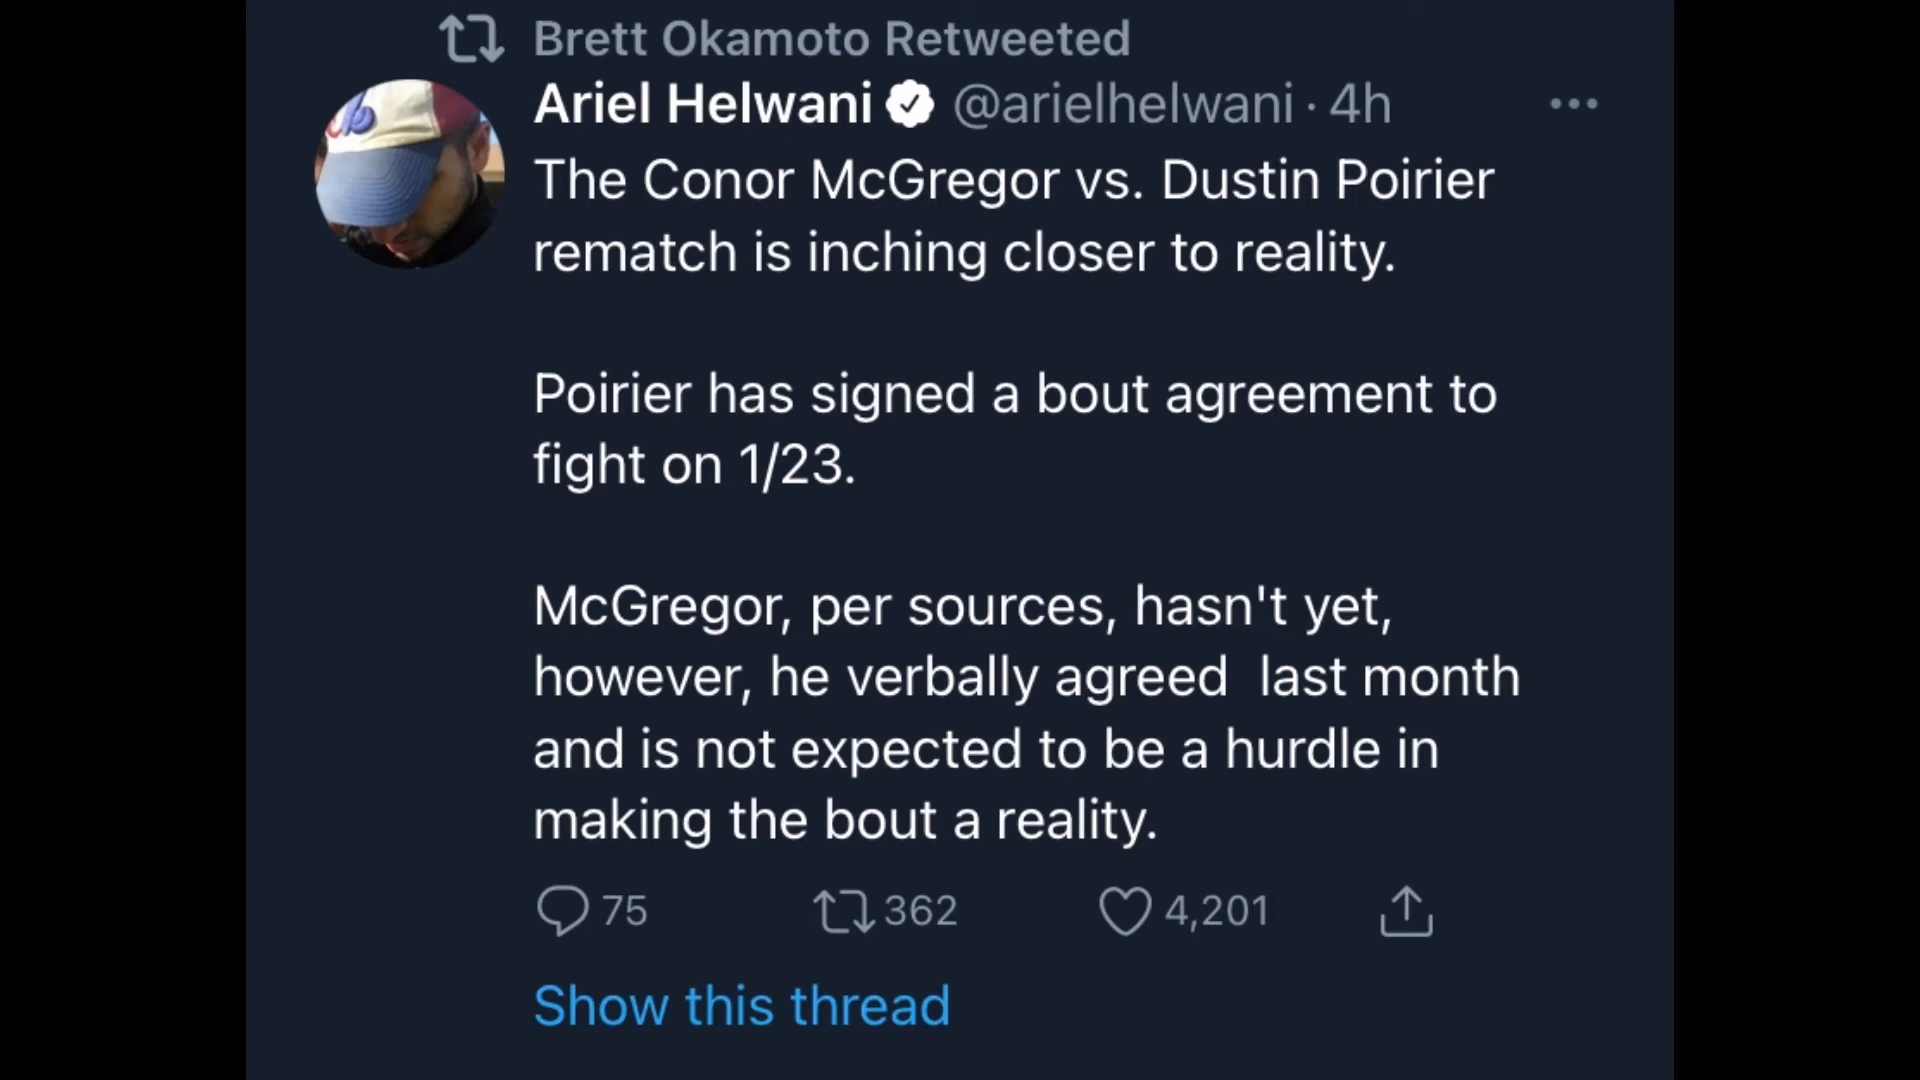 Brett Okamoto Retweeted
Ariel Helwani @arielhelwani · 4h
The Conor McGregor vs. Dustin Poirier
rematch is inching closer to reality.
Poirier has signed a bout agreement to
fight on 1/23.
McGregor, per sources, hasn't yet,
however, he verbally agreed  last month
and is not expected to be a hurdle in
making the bout a reality.
75 362 4,201
Show this thread